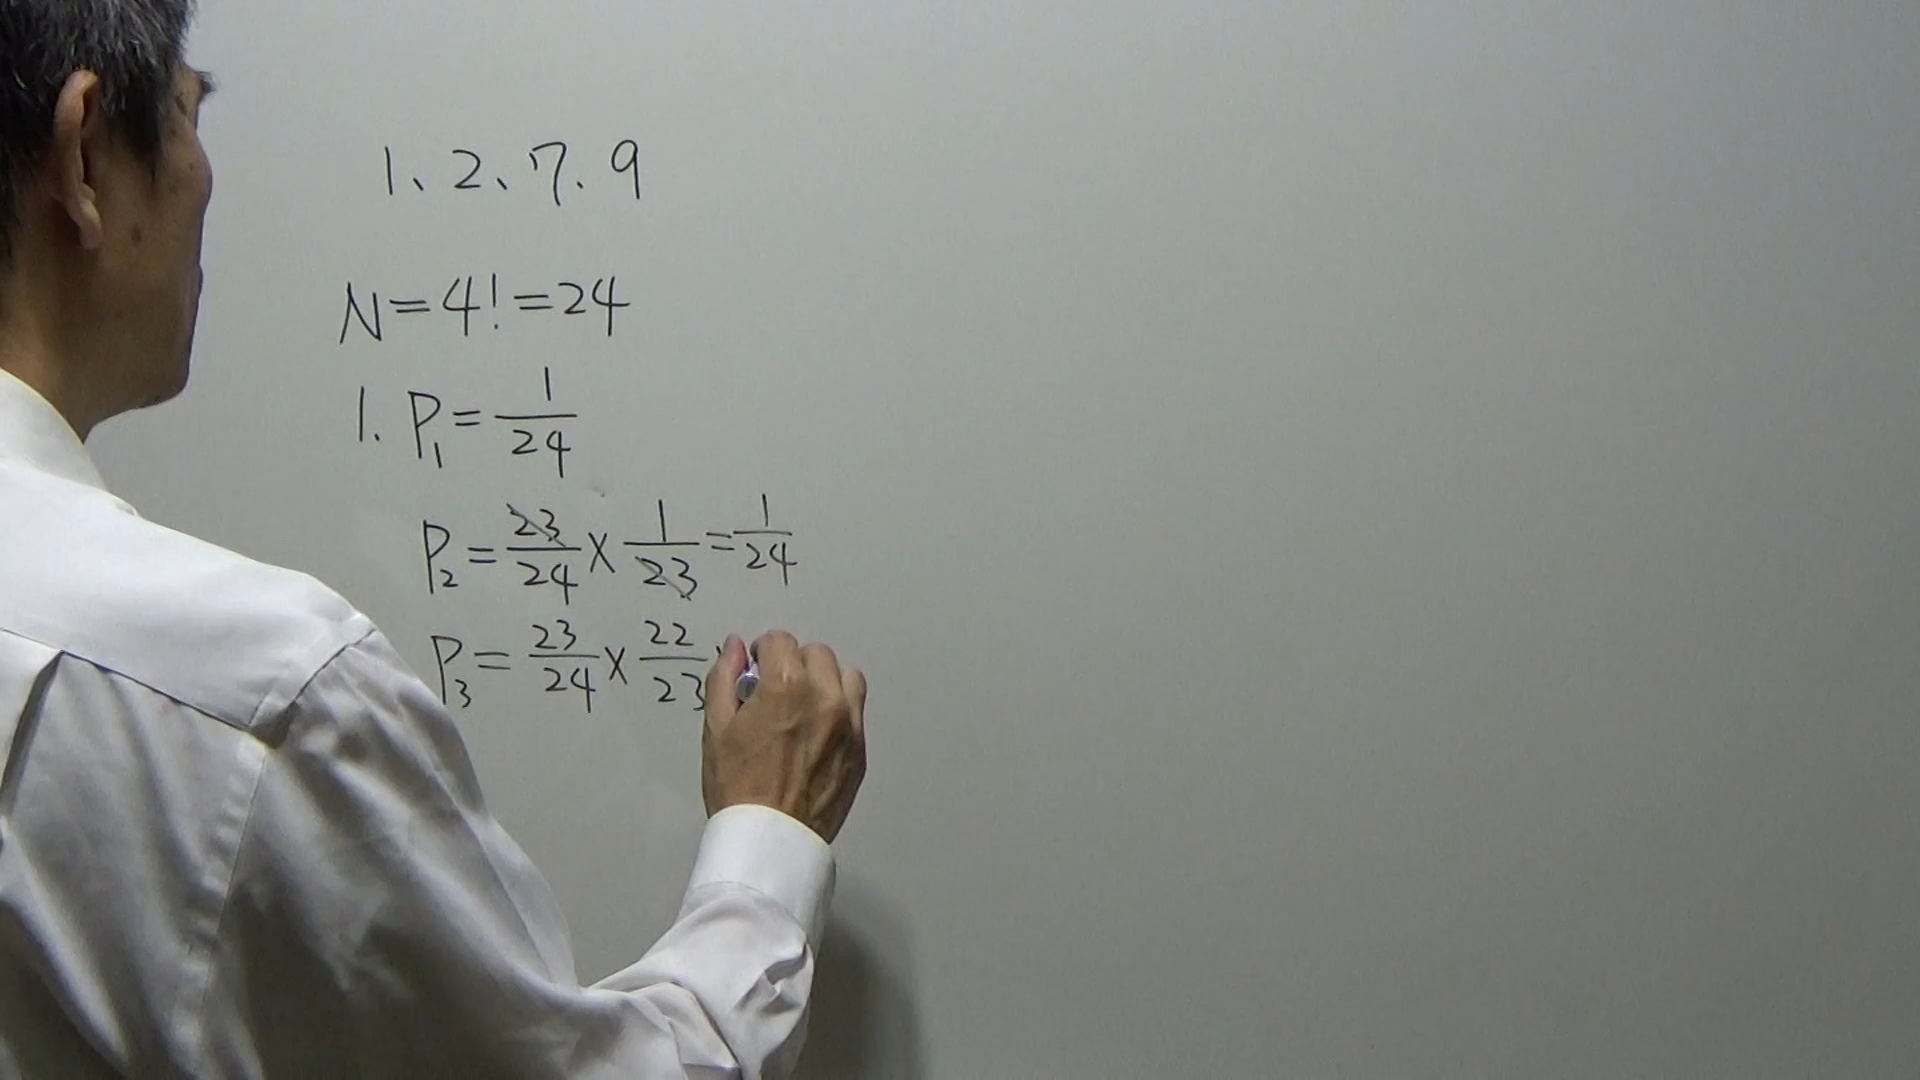 1、2、7、9
N=4!=24
1. P₁=1/24
P₂=23/24×1/23=1/24
P₃=23/24×22/23